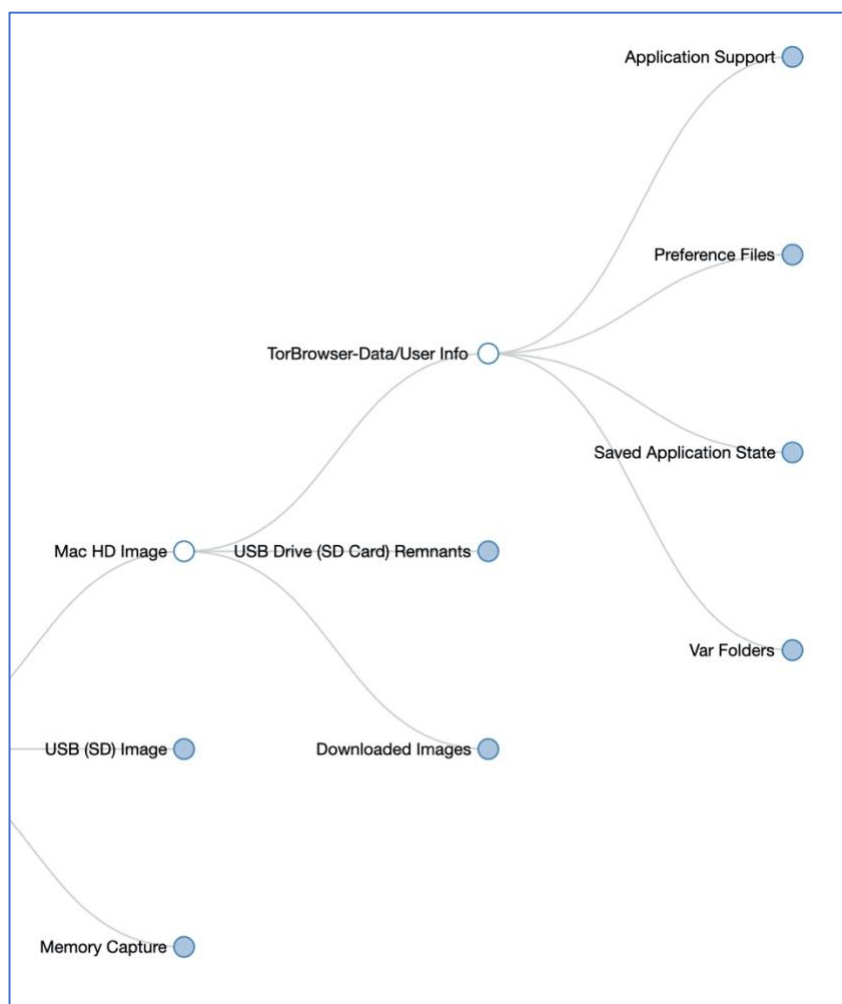 Application Support
Preference Files
TorBrowser-Data/User Info
Saved Application State
Mac HD Image
USB Drive (SD Card) Remnants
Var Folders
USB (SD) Image
Downloaded Images
Memory Capture